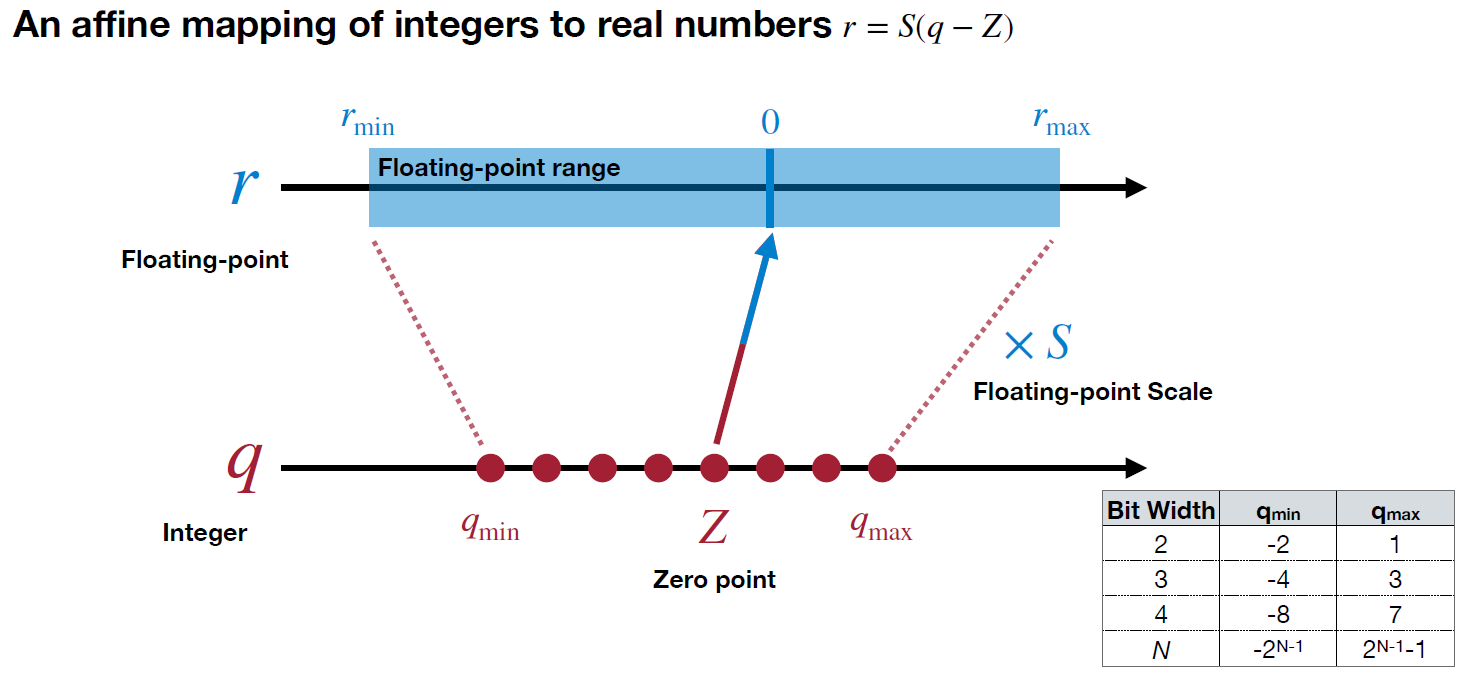 An affine mapping of integers to real numbers r = S(q − Z)
r_min 0 r_max
Floating-point range
r
Floating-point
× S
Floating-point Scale
q
Integer
q_min Z q_max
Zero point
Bit Width q_min q_max
2 -2 1
3 -4 3
4 -8 7
N -2^N-1 2^N-1-1